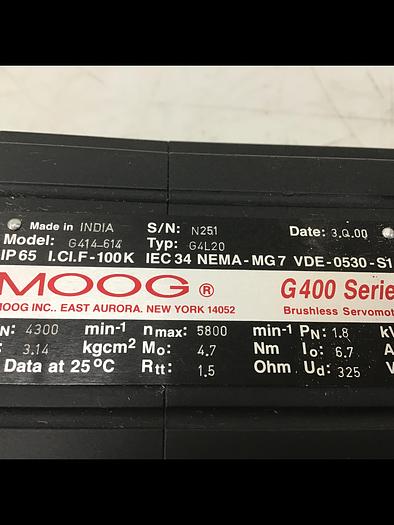 Made in INDIA S/N: N251 Date: 3.Q.00
Model: G414-614 Typ: G4L20
IP 65 I.Cl.F-100K IEC 34 NEMA-MG7 VDE-0530-S1
MOOG ® G400 Serie
MOOG INC.. EAST AURORA. NEW YORK 14052 Brushless Servomot
N: 4300 min-1 nmax: 5800 min-1 PN: 1.8 k
: 3.14 kgcm2 Mo: 4.7 Nm Io: 6.7 A
Data at 25°C Rtt: 1.5 Ohm Ud: 325 V